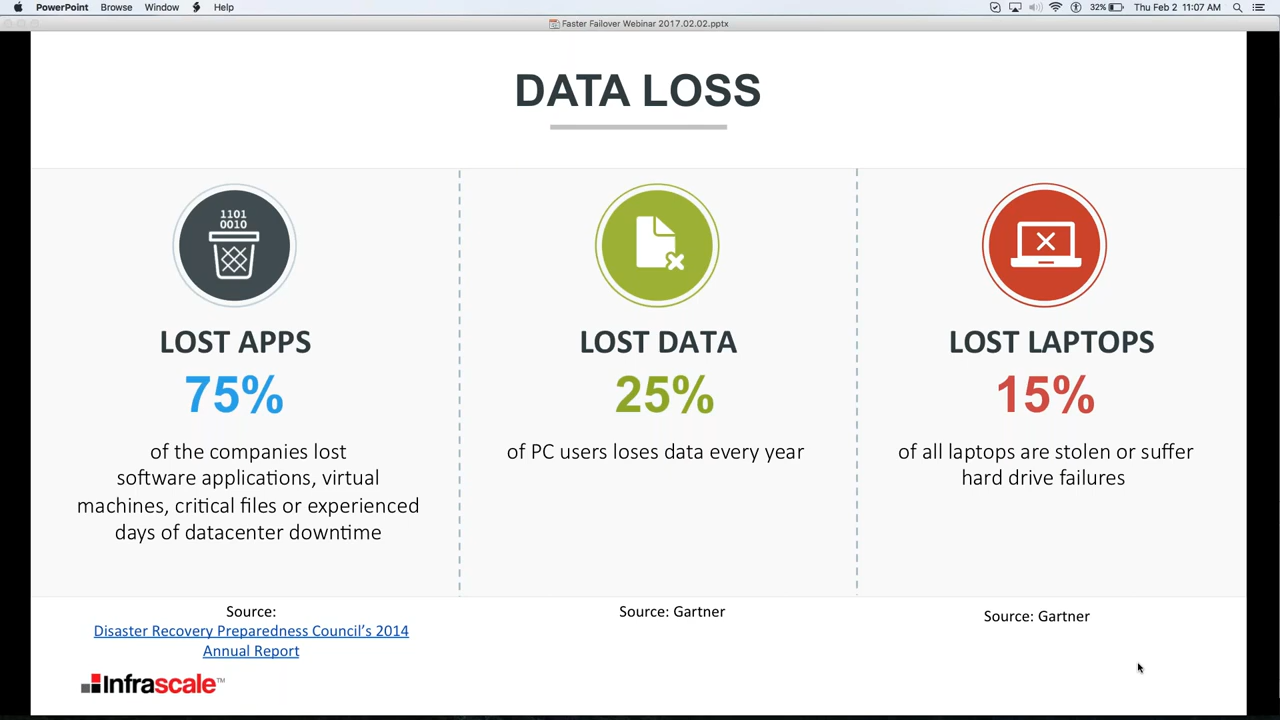 PowerPoint Browse Window Help
32% Thu Feb 2 11:07 AM
Faster Failover Webinar 2017.02.02.pptx
DATA LOSS
1101
0010
LOST APPS
75%
of the companies lost
software applications, virtual
machines, critical files or experienced
days of datacenter downtime
LOST DATA
25%
of PC users loses data every year
LOST LAPTOPS
15%
of all laptops are stolen or suffer
hard drive failures
Source:
Disaster Recovery Preparedness Council’s 2014
Annual Report
Source: Gartner
Source: Gartner
Infrascale™